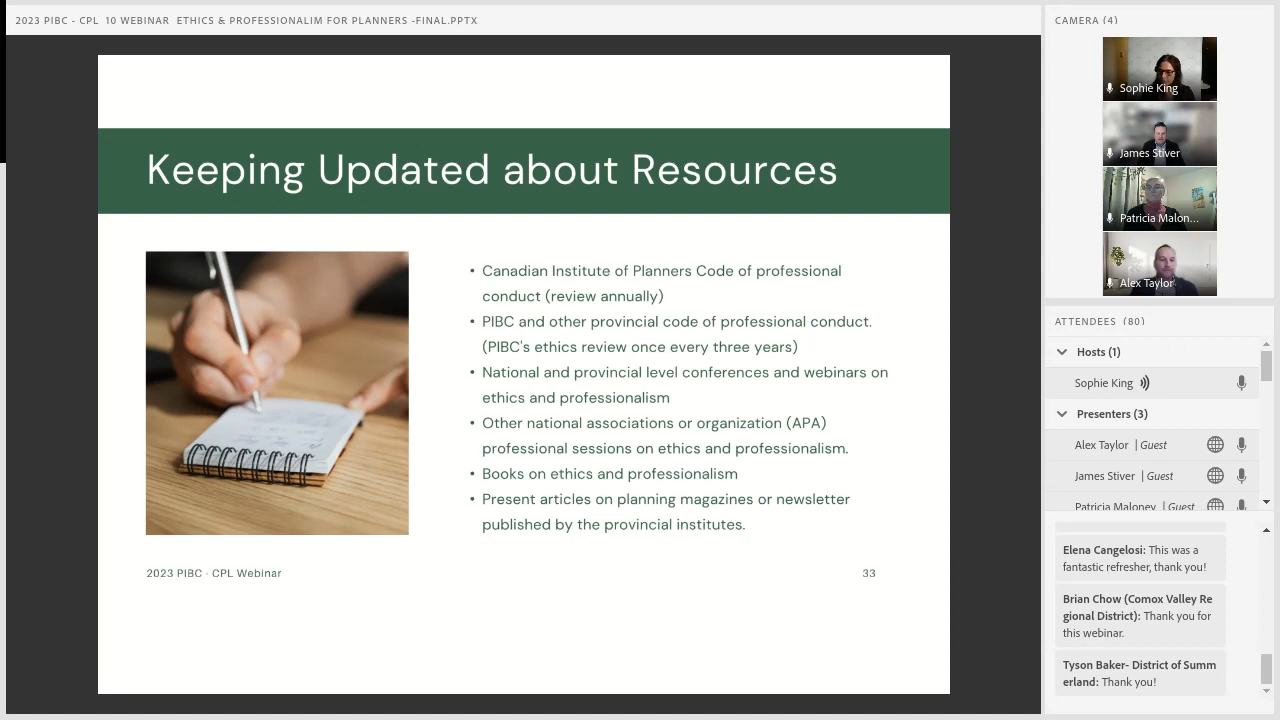 2023 PIBC - CPL 10 WEBINAR ETHICS & PROFESSIONALIM FOR PLANNERS -FINAL.PPTX
Keeping Updated about Resources
• Canadian Institute of Planners Code of professional
conduct (review annually)
• PIBC and other provincial code of professional conduct.
(PIBC's ethics review once every three years)
• National and provincial level conferences and webinars on
ethics and professionalism
• Other national associations or organization (APA)
professional sessions on ethics and professionalism.
• Books on ethics and professionalism
• Present articles on planning magazines or newsletter
published by the provincial institutes.
2023 PIBC · CPL Webinar
33
CAMERA (4)
Sophie King
James Stiver
Patricia Malon...
Alex Taylor
ATTENDEES (80)
Hosts (1)
Sophie King
Presenters (3)
Alex Taylor | Guest
James Stiver | Guest
Patricia Maloney | Guest
Elena Cangelosi: This was a
fantastic refresher, thank you!
Brian Chow (Comox Valley Re
gional District): Thank you for
this webinar.
Tyson Baker- District of Summ
erland: Thank you!